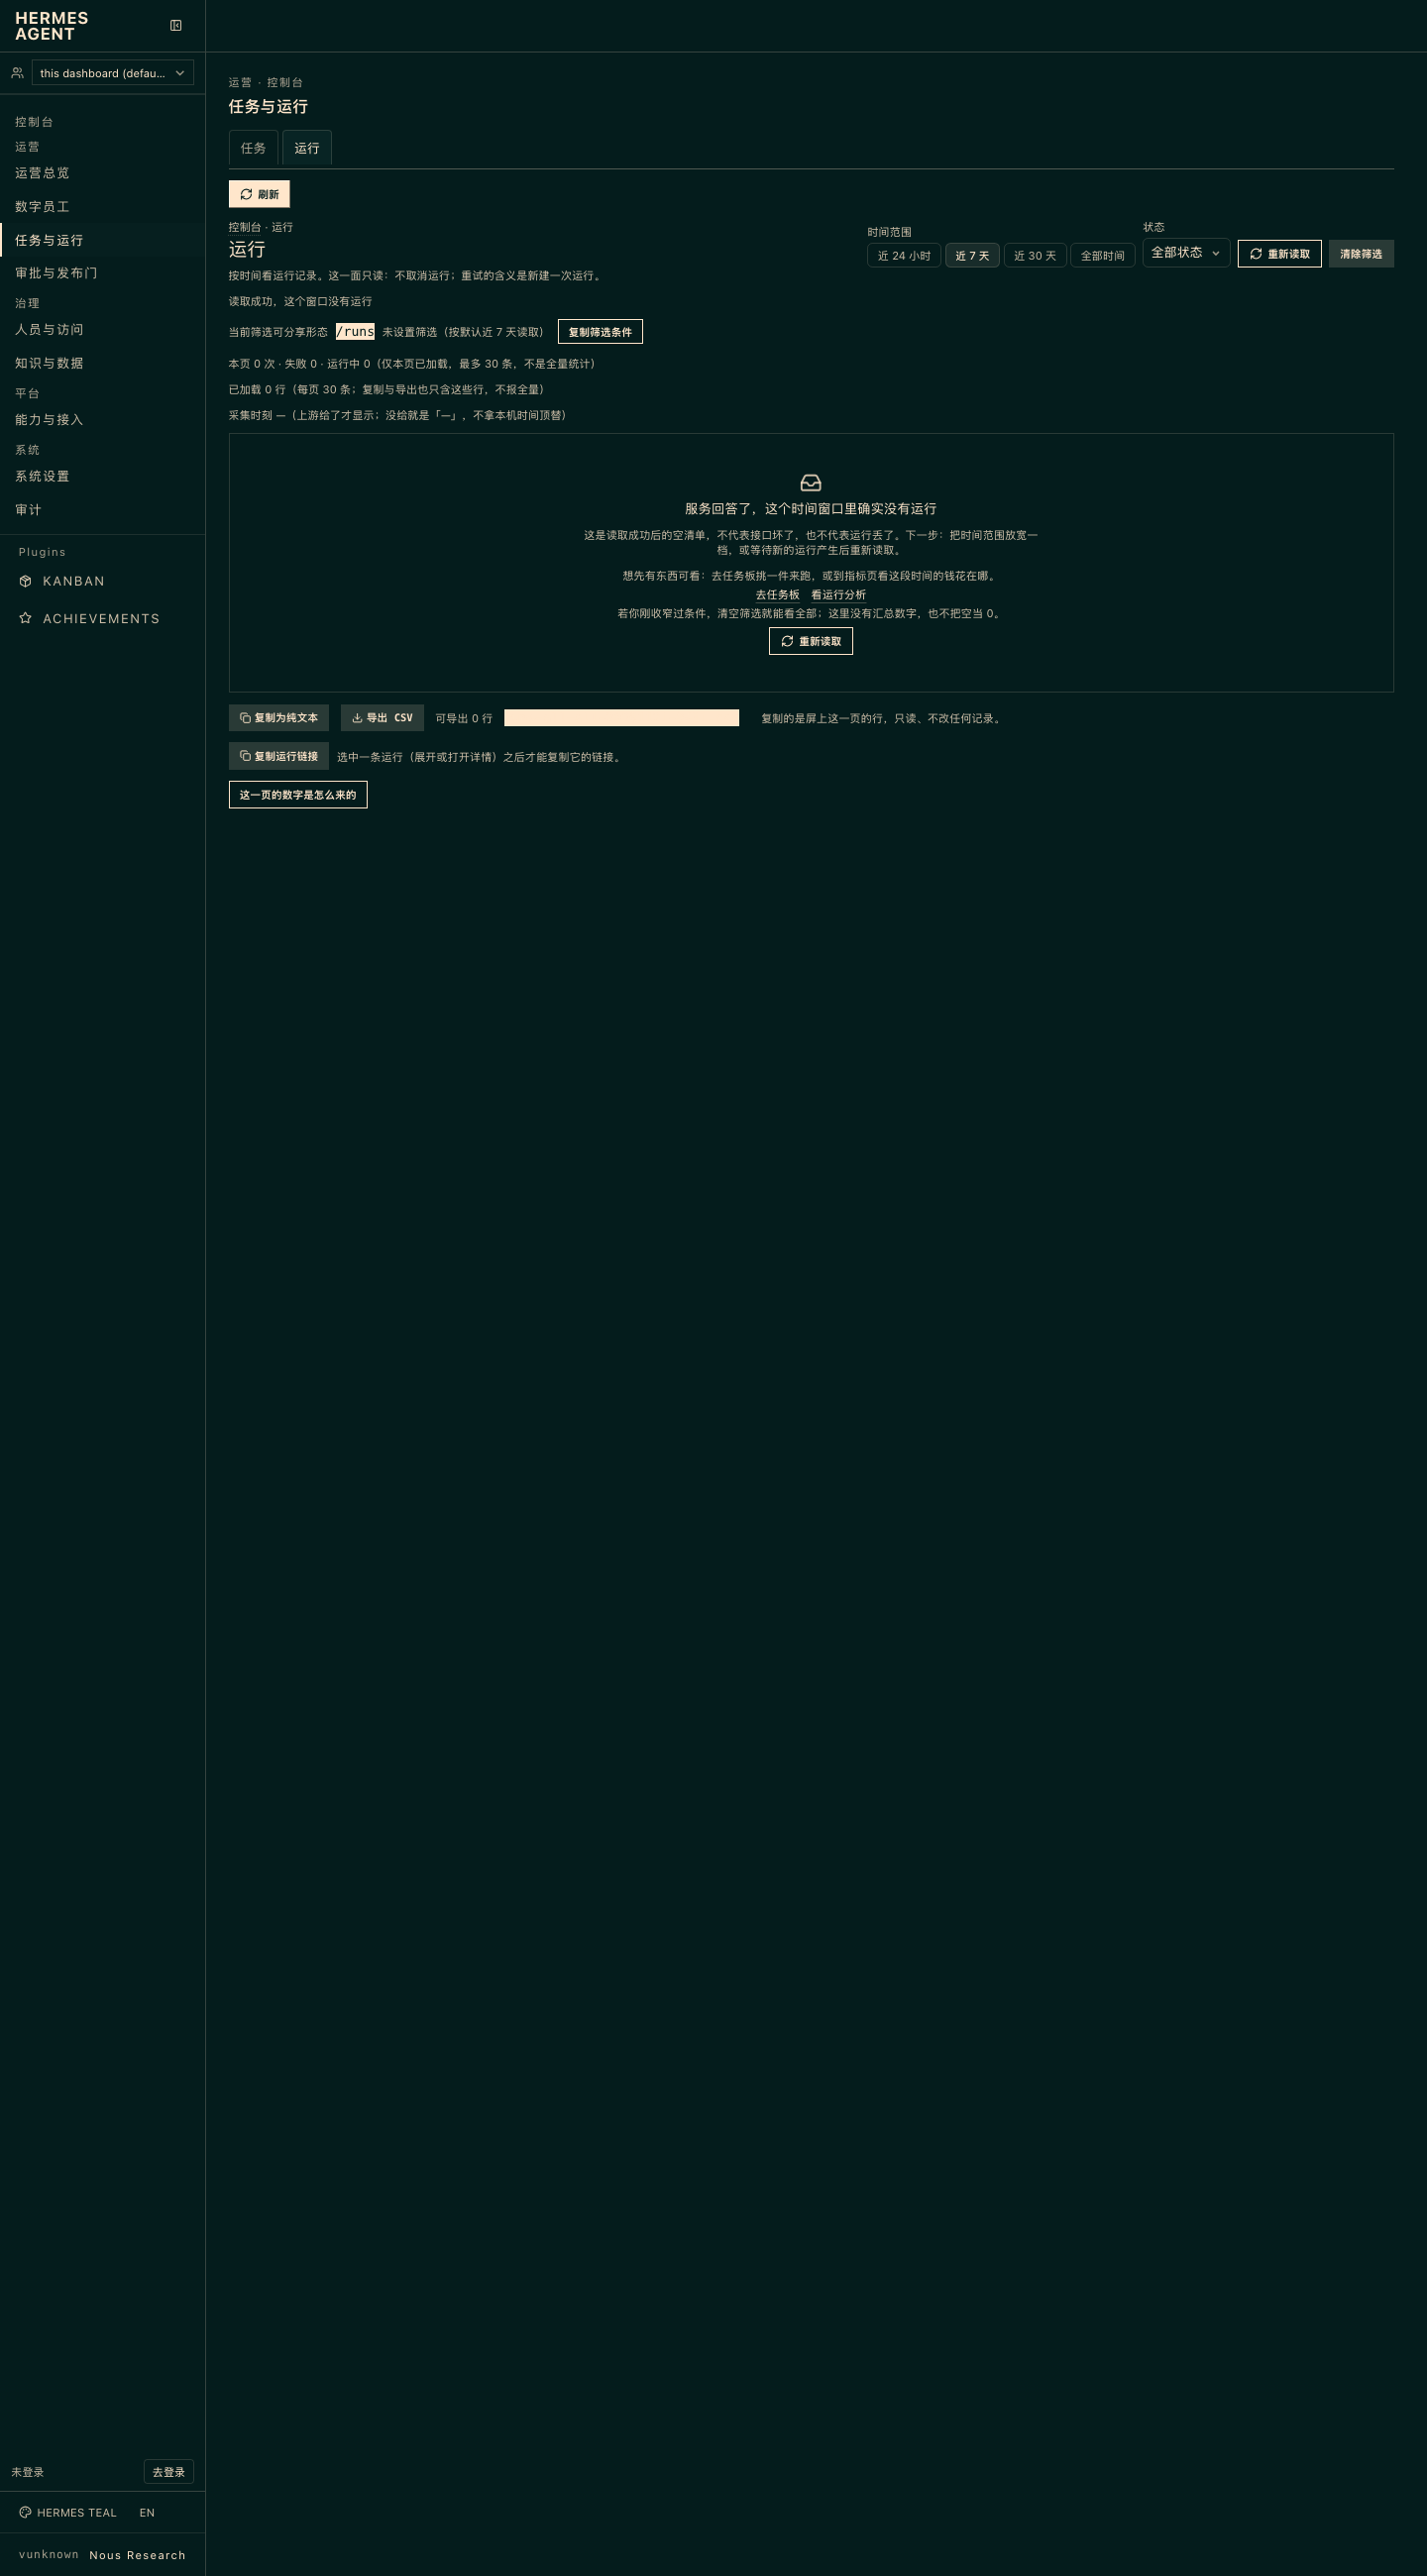 HERMES
AGENT
this dashboard (defau...
控制台
运营
运营总览
数字员工
任务与运行
审批与发布门
治理
人员与访问
知识与数据
平台
能力与接入
系统
系统设置
审计
Plugins
KANBAN
ACHIEVEMENTS
未登录 去登录
HERMES TEAL EN
vunknown Nous Research
运营 · 控制台
任务与运行
任务 运行
刷新
控制台 · 运行
运行
按时间看运行记录。这一面只读：不取消运行；重试的含义是新建一次运行。
时间范围
近 24 小时 近 7 天 近 30 天 全部时间
状态
全部状态
重新读取 清除筛选
读取成功，这个窗口没有运行
当前筛选可分享形态 /runs 未设置筛选（按默认近 7 天读取） 复制筛选条件
本页 0 次 · 失败 0 · 运行中 0（仅本页已加载，最多 30 条，不是全量统计）
已加载 0 行（每页 30 条；复制与导出也只含这些行，不报全量）
采集时刻 —（上游给了才显示；没给就是「—」，不拿本机时间顶替）
服务回答了，这个时间窗口里确实没有运行
这是读取成功后的空清单，不代表接口坏了，也不代表运行丢了。下一步：把时间范围放宽一
档，或等待新的运行产生后重新读取。
想先有东西可看：去任务板挑一件来跑，或到指标页看这段时间的钱花在哪。
去任务板 看运行分析
若你刚收窄过条件，清空筛选就能看全部；这里没有汇总数字，也不把空当 0。
重新读取
复制为纯文本 导出 CSV 可导出 0 行 复制的是屏上这一页的行，只读、不改任何记录。
复制运行链接 选中一条运行（展开或打开详情）之后才能复制它的链接。
这一页的数字是怎么来的